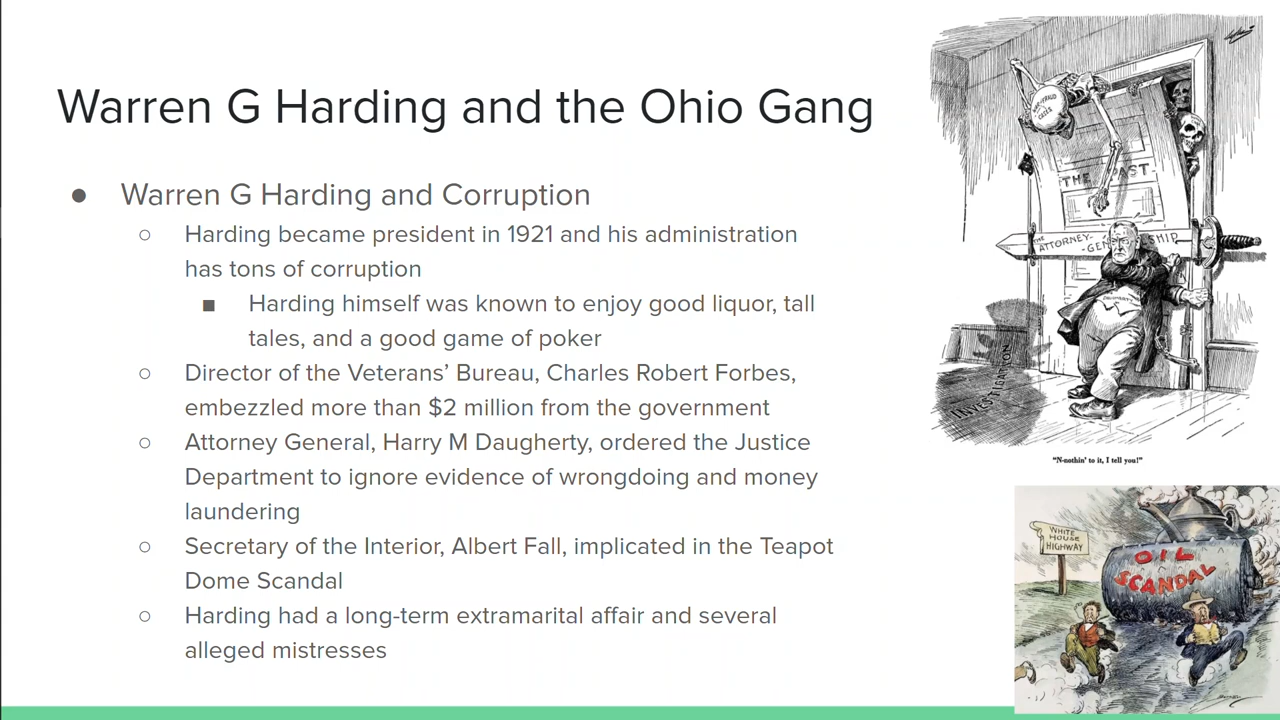 Warren G Harding and the Ohio Gang
● Warren G Harding and Corruption
○ Harding became president in 1921 and his administration
has tons of corruption
■ Harding himself was known to enjoy good liquor, tall
tales, and a good game of poker
○ Director of the Veterans’ Bureau, Charles Robert Forbes,
embezzled more than $2 million from the government
○ Attorney General, Harry M Daugherty, ordered the Justice
Department to ignore evidence of wrongdoing and money
laundering
○ Secretary of the Interior, Albert Fall, implicated in the Teapot
Dome Scandal
○ Harding had a long-term extramarital affair and several
alleged mistresses
WAR-FRAUD
CASES
THE PAST
THE
ATTORNEY-
-GENERALSHIP
INVESTIGATION
"N-nothin' to it, I tell you!"
WHITE
HOUSE
HIGHWAY
OIL
SCANDAL